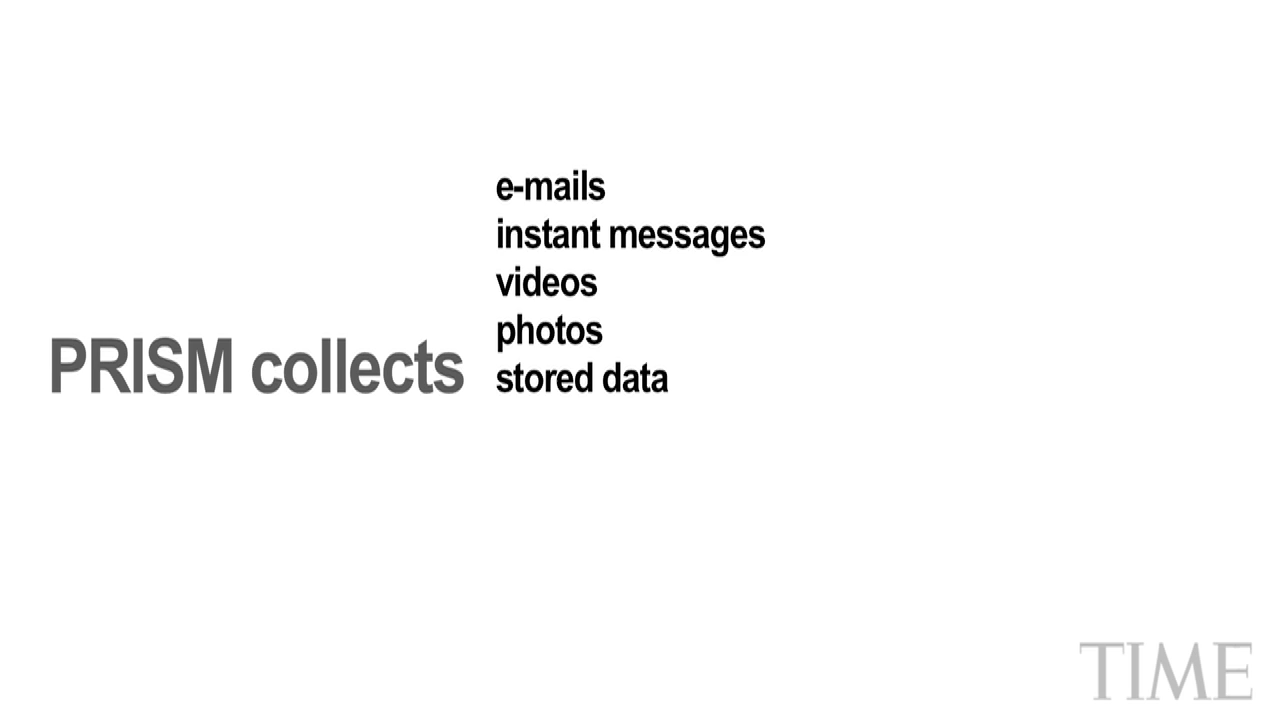 e-mails
instant messages
videos
photos
PRISM collects
stored data
TIME